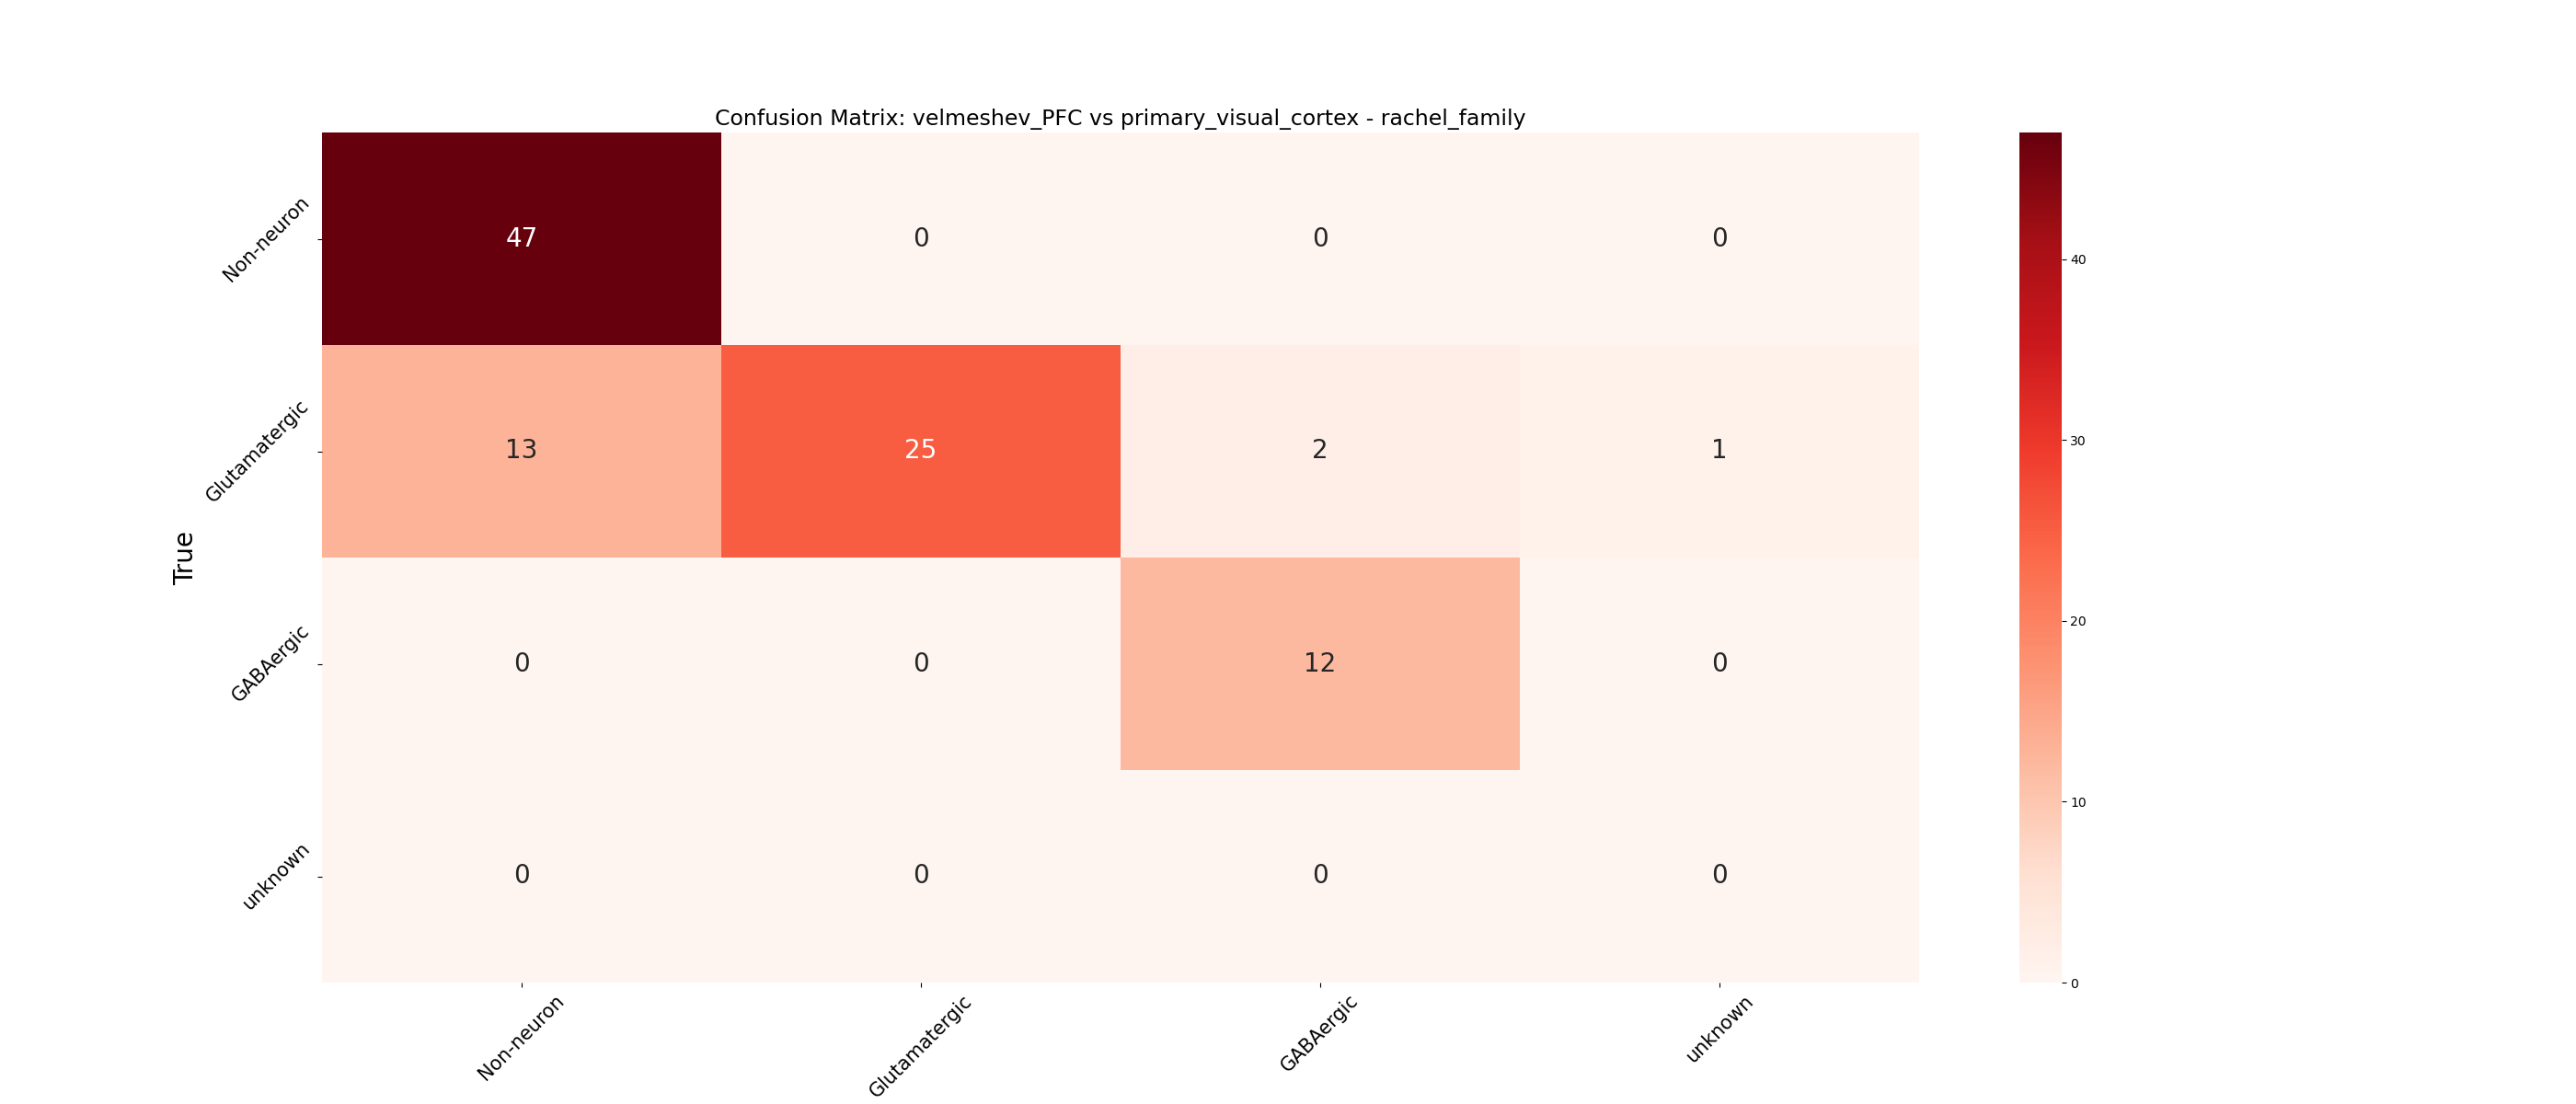 Confusion Matrix: velmeshev_PFC vs primary_visual_cortex - rachel_family
Non-neuron 47 0 0 0
Glutamatergic 13 25 2 1
GABAergic 0 0 12 0
unknown 0 0 0 0
True
Non-neuron Glutamatergic GABAergic unknown
40
30
20
10
0